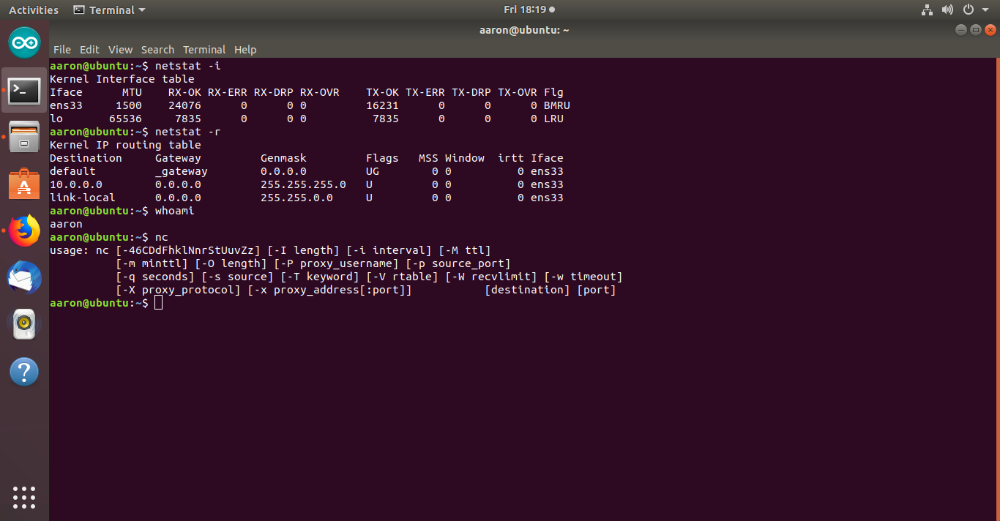 Activities Terminal Fri 18:19
aaron@ubuntu: ~
File Edit View Search Terminal Help
aaron@ubuntu:~$ netstat -i
Kernel Interface table
Iface      MTU    RX-OK RX-ERR RX-DRP RX-OVR    TX-OK TX-ERR TX-DRP TX-OVR Flg
ens33     1500    24076      0      0 0         16231      0      0      0 BMRU
lo       65536     7835      0      0 0          7835      0      0      0 LRU
aaron@ubuntu:~$ netstat -r
Kernel IP routing table
Destination     Gateway         Genmask         Flags   MSS Window  irtt Iface
default         _gateway        0.0.0.0         UG        0 0          0 ens33
10.0.0.0        0.0.0.0         255.255.255.0   U         0 0          0 ens33
link-local      0.0.0.0         255.255.0.0     U         0 0          0 ens33
aaron@ubuntu:~$ whoami
aaron
aaron@ubuntu:~$ nc
usage: nc [-46CDdFhklNnrStUuvZz] [-I length] [-i interval] [-M ttl]
          [-m minttl] [-O length] [-P proxy_username] [-p source_port]
          [-q seconds] [-s source] [-T keyword] [-V rtable] [-W recvlimit] [-w timeout]
          [-X proxy_protocol] [-x proxy_address[:port]]           [destination] [port]
aaron@ubuntu:~$